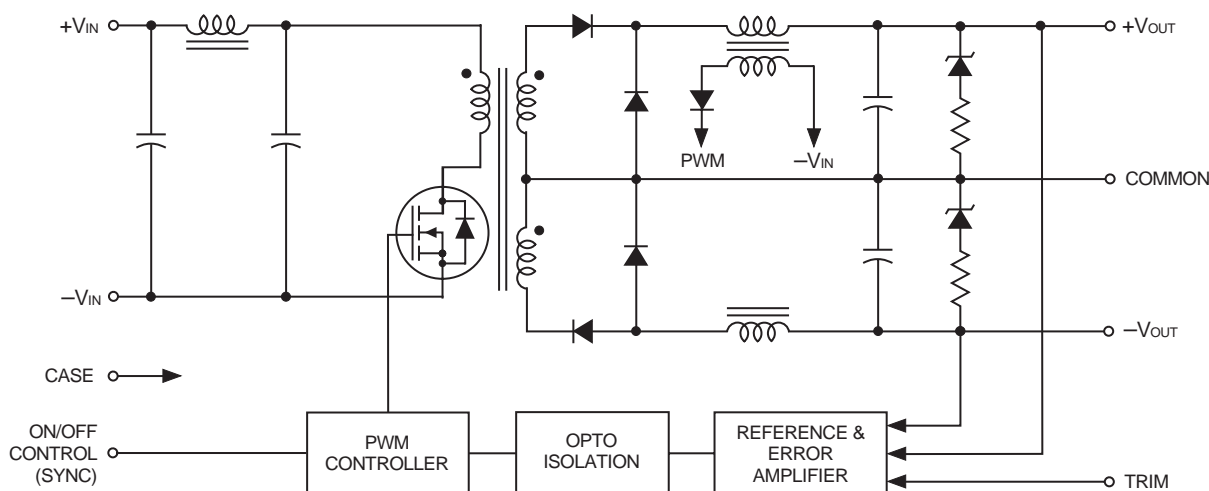 +VIN
+VOUT
PWM
–VIN
COMMON
–VIN
–VOUT
CASE
ON/OFF
CONTROL
(SYNC)
PWM
CONTROLLER
OPTO
ISOLATION
REFERENCE &
ERROR
AMPLIFIER
TRIM